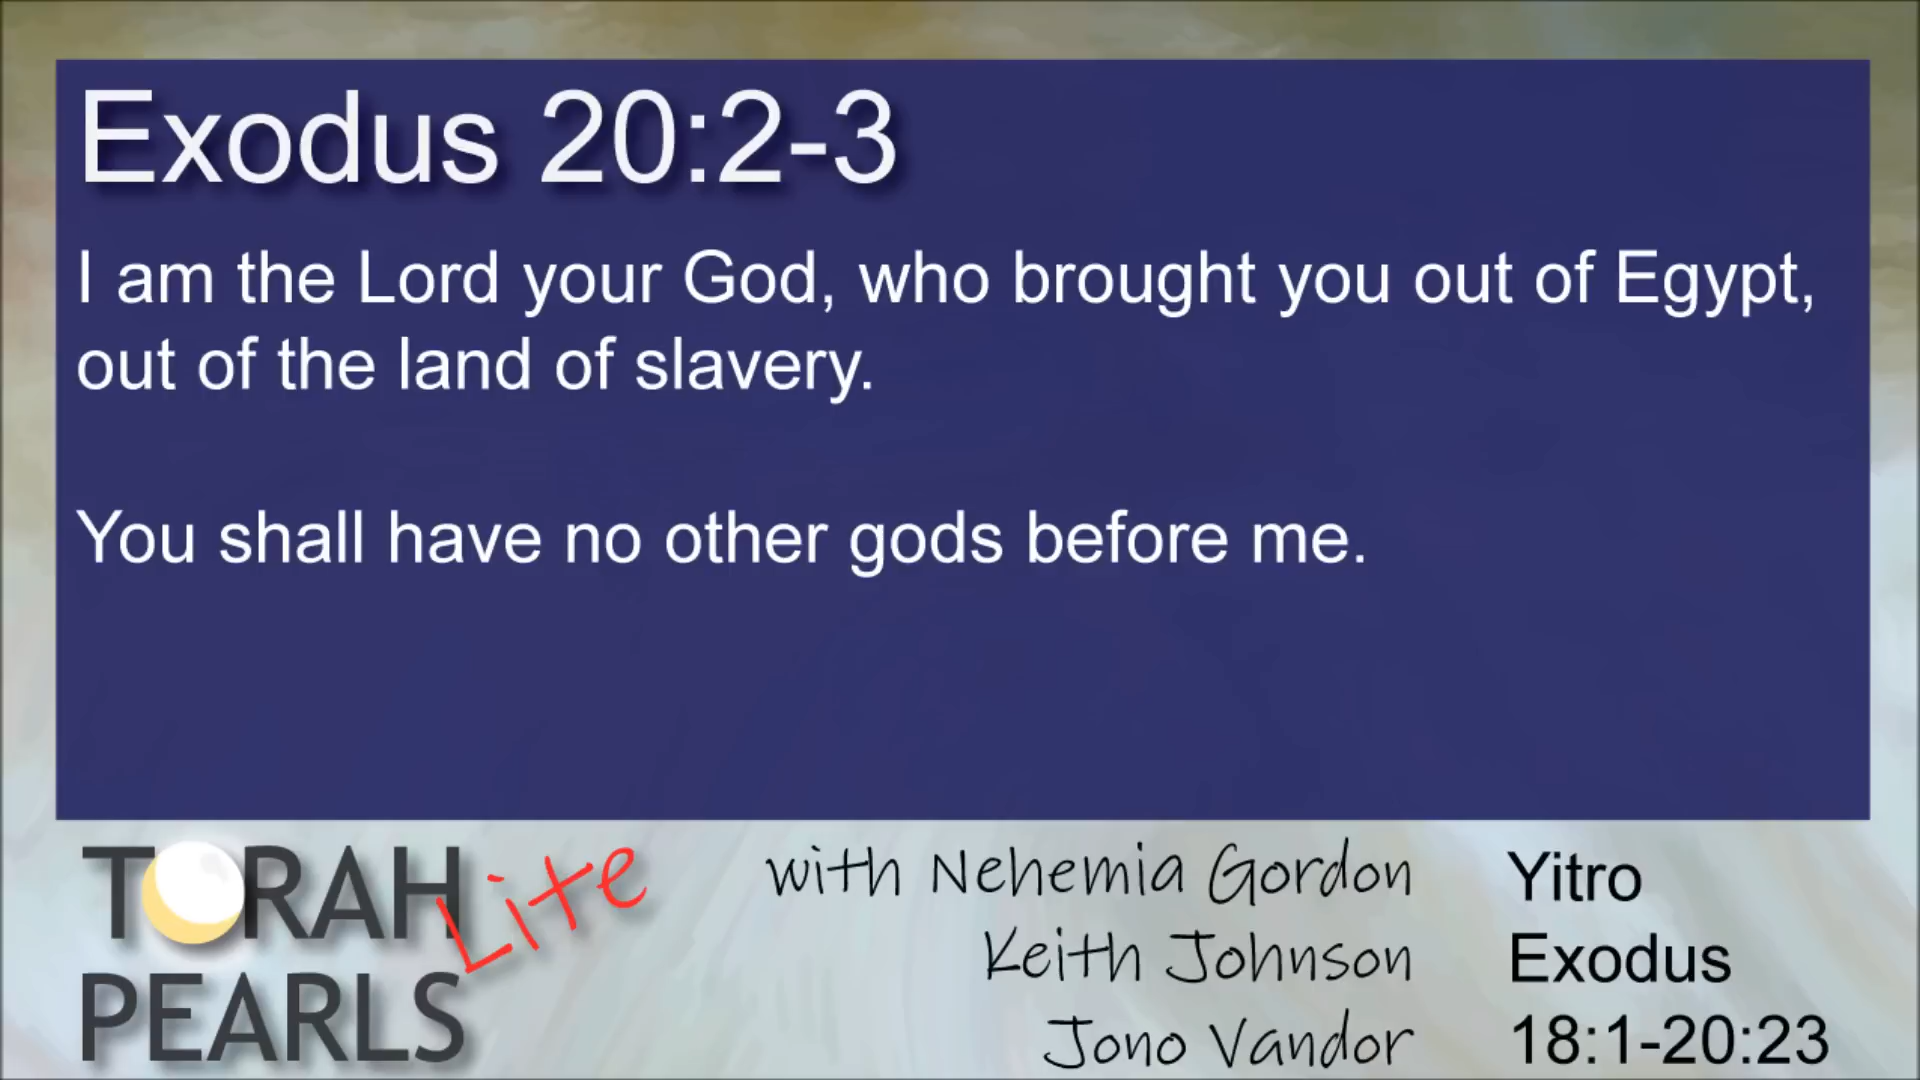 Exodus 20:2-3
I am the Lord your God, who brought you out of Egypt,
out of the land of slavery.
You shall have no other gods before me.
TORAH Lite
PEARLS
with Nehemia Gordon
Keith Johnson
Jono Vandor
Yitro
Exodus
18:1-20:23